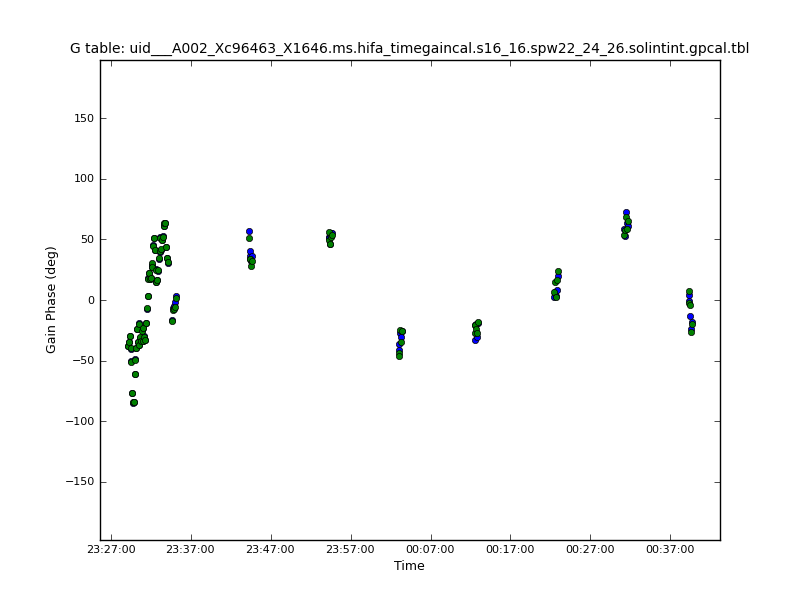 G table: uid___A002_Xc96463_X1646.ms.hifa_timegaincal.s16_16.spw22_24_26.solintint.gpcal.tbl
150
100
50
0
−50
−100
−150
Gain Phase (deg)
23:27:00 23:37:00 23:47:00 23:57:00 00:07:00 00:17:00 00:27:00 00:37:00
Time